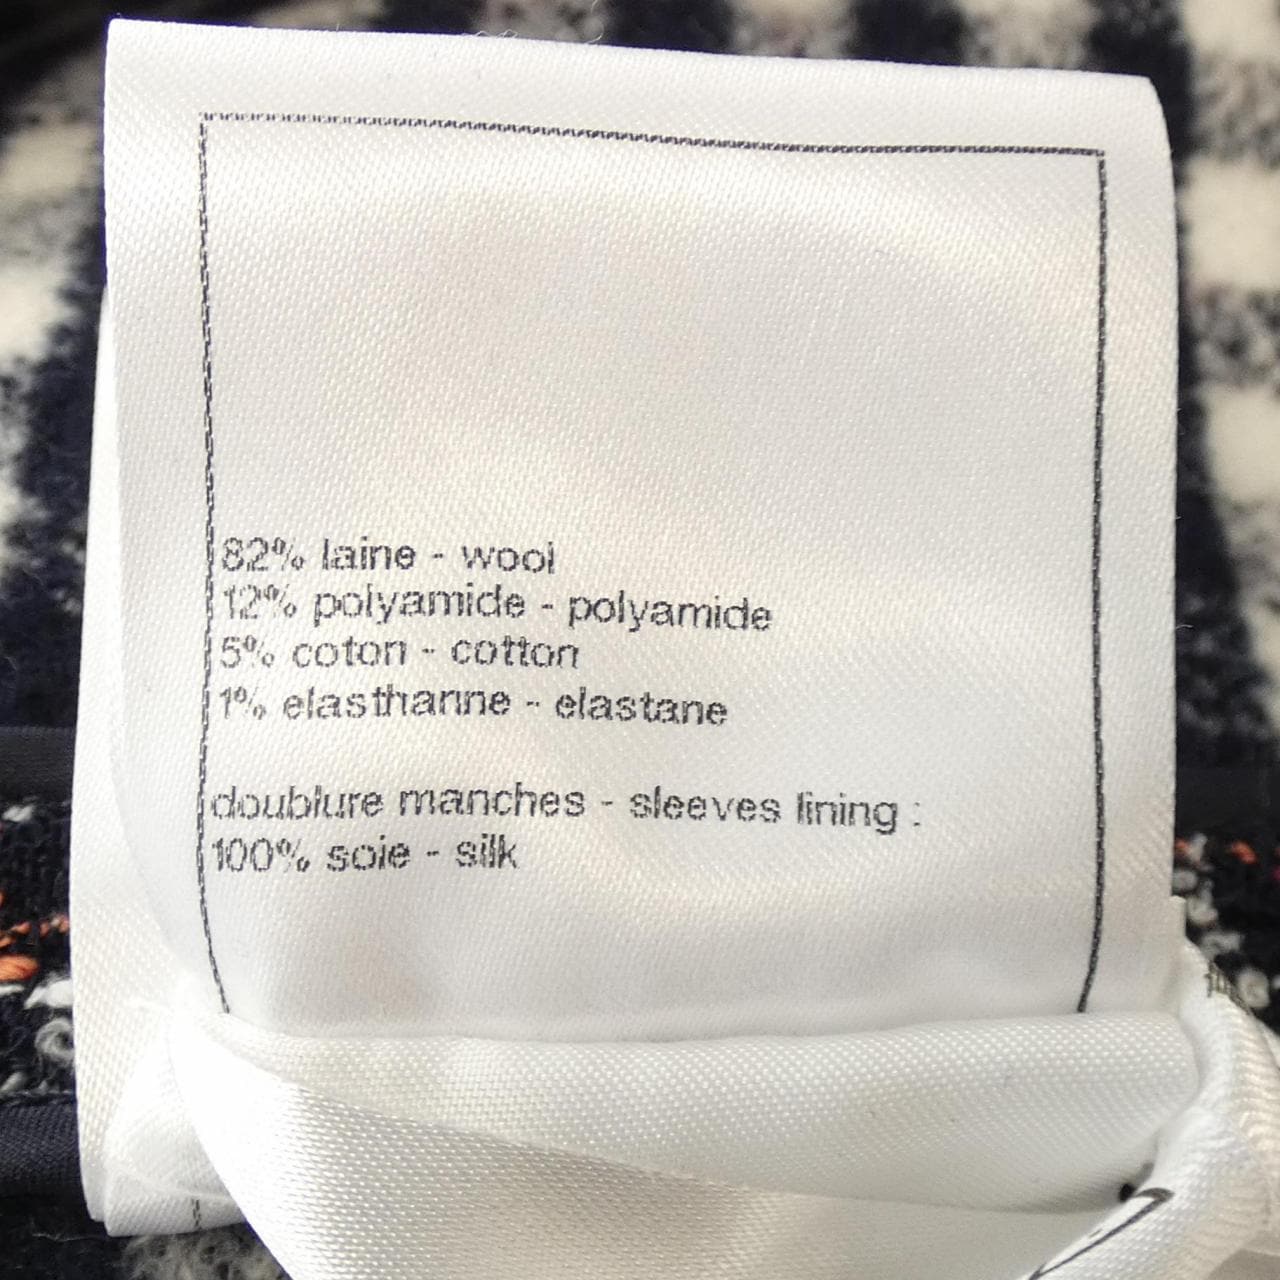 82% laine - wool
12% polyamide - polyamide
5% coton - cotton
1% elasthanne - elastane
doublure manches - sleeves lining :
100% soie - silk